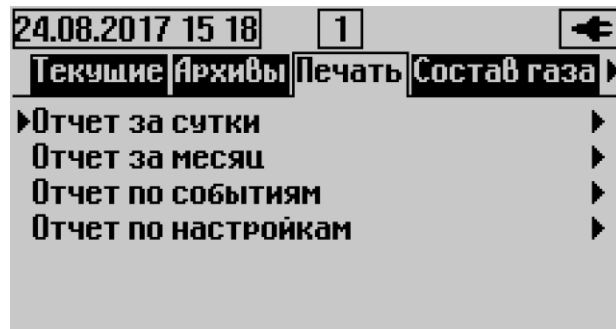 24.08.2017 15 18 1
Текущие Архивы Печать Состав газа
Отчет за сутки
Отчет за месяц
Отчет по событиям
Отчет по настройкам